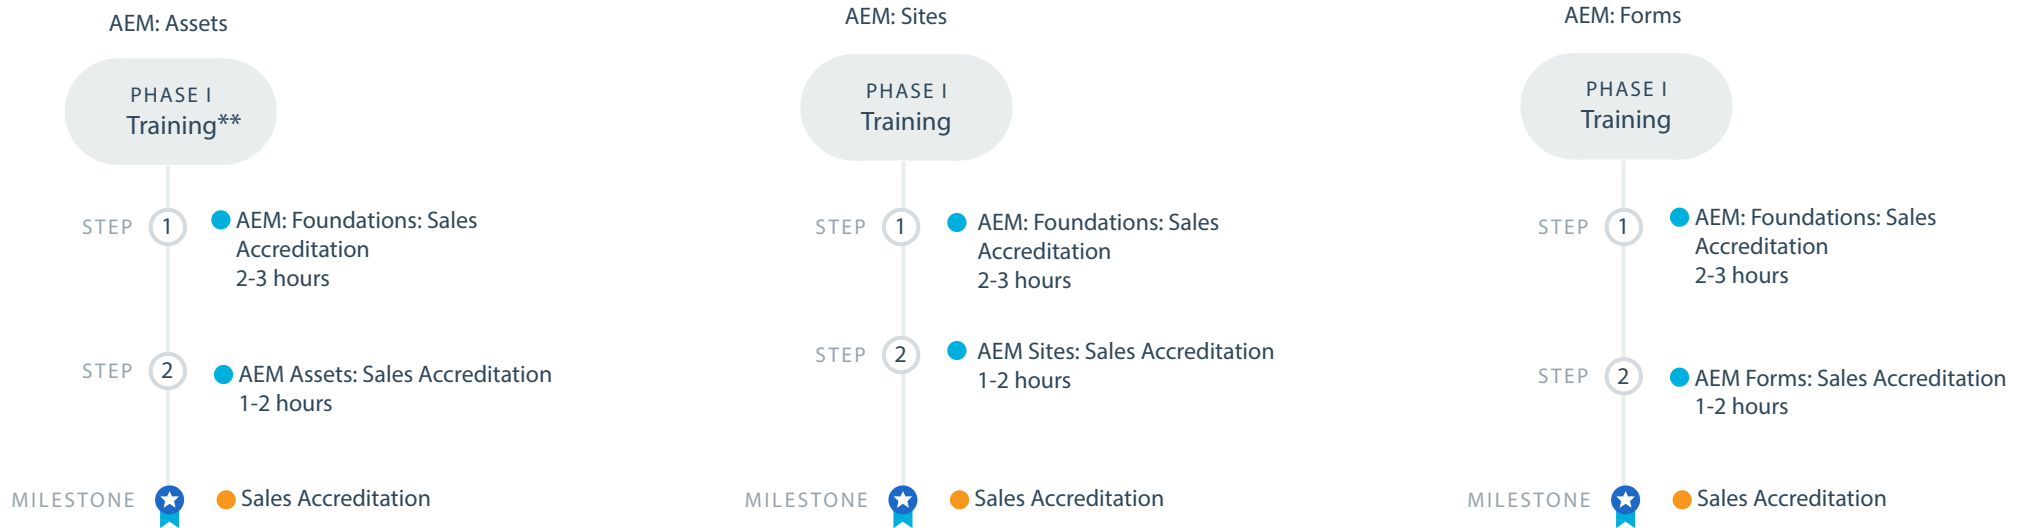 AEM: Assets
PHASE I
Training**
STEP 1
AEM: Foundations: Sales
Accreditation
2-3 hours
STEP 2
AEM Assets: Sales Accreditation
1-2 hours
MILESTONE
Sales Accreditation
AEM: Sites
PHASE I
Training
STEP 1
AEM: Foundations: Sales
Accreditation
2-3 hours
STEP 2
AEM Sites: Sales Accreditation
1-2 hours
MILESTONE
Sales Accreditation
AEM: Forms
PHASE I
Training
STEP 1
AEM: Foundations: Sales
Accreditation
2-3 hours
STEP 2
AEM Forms: Sales Accreditation
1-2 hours
MILESTONE
Sales Accreditation